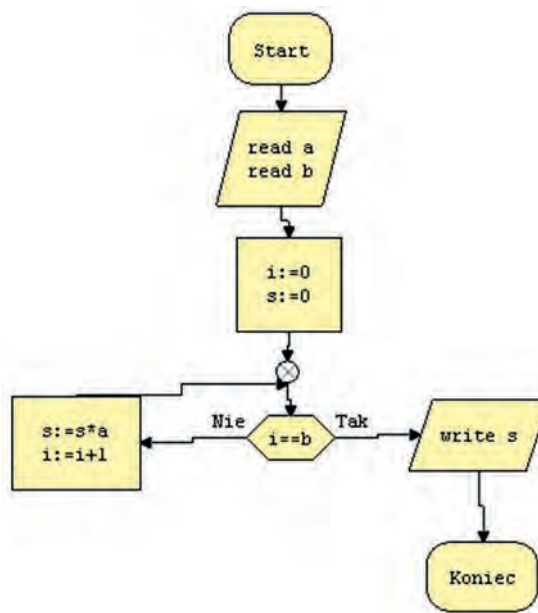 Start
read a
read b
i:=0
s:=0
s:=s*a
i:=i+1
Nie
i==b
Tak
write s
Koniec